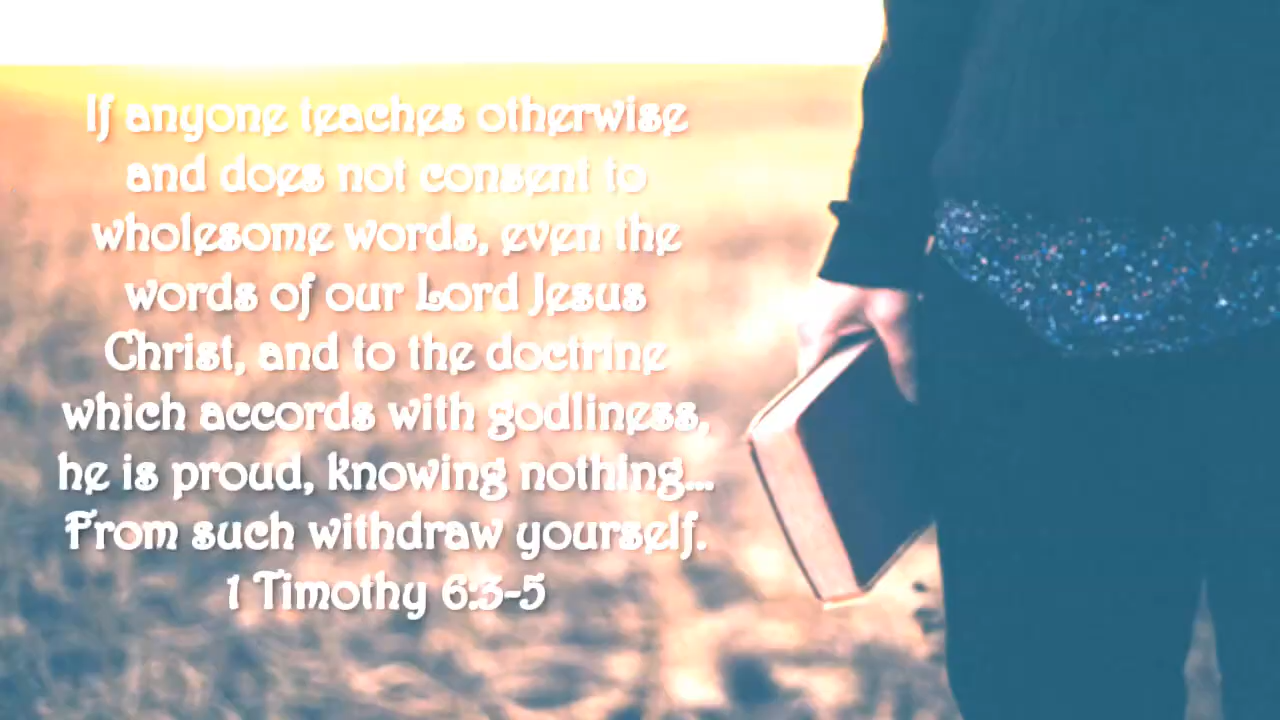 If anyone teaches otherwise
and does not consent to
wholesome words, even the
words of our Lord Jesus
Christ, and to the doctrine
which accords with godliness,
he is proud, knowing nothing...
From such withdraw yourself.
1 Timothy 6:3-5